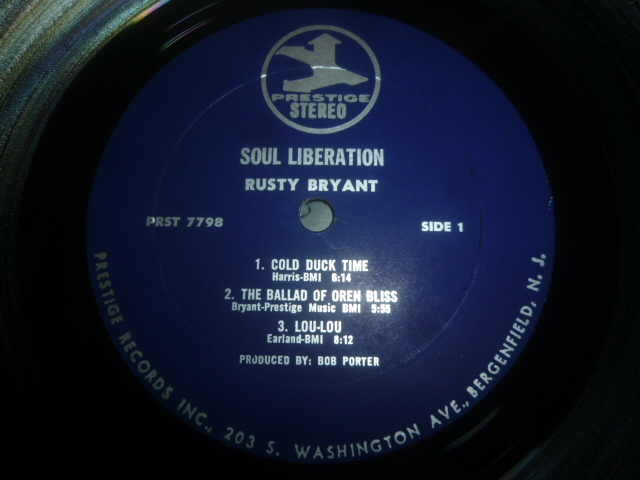 PRESTIGE
STEREO
SOUL LIBERATION
RUSTY BRYANT
PRST 7798
SIDE 1
1. COLD DUCK TIME
Harris-BMI 6:14
2. THE BALLAD OF OREN BLISS
Bryant-Prestige Music BMI 5:55
3. LOU-LOU
Earland-BMI 8:12
PRODUCED BY: BOB PORTER
PRESTIGE RECORDS INC., 203 S. WASHINGTON AVE., BERGENFIELD, N. J.